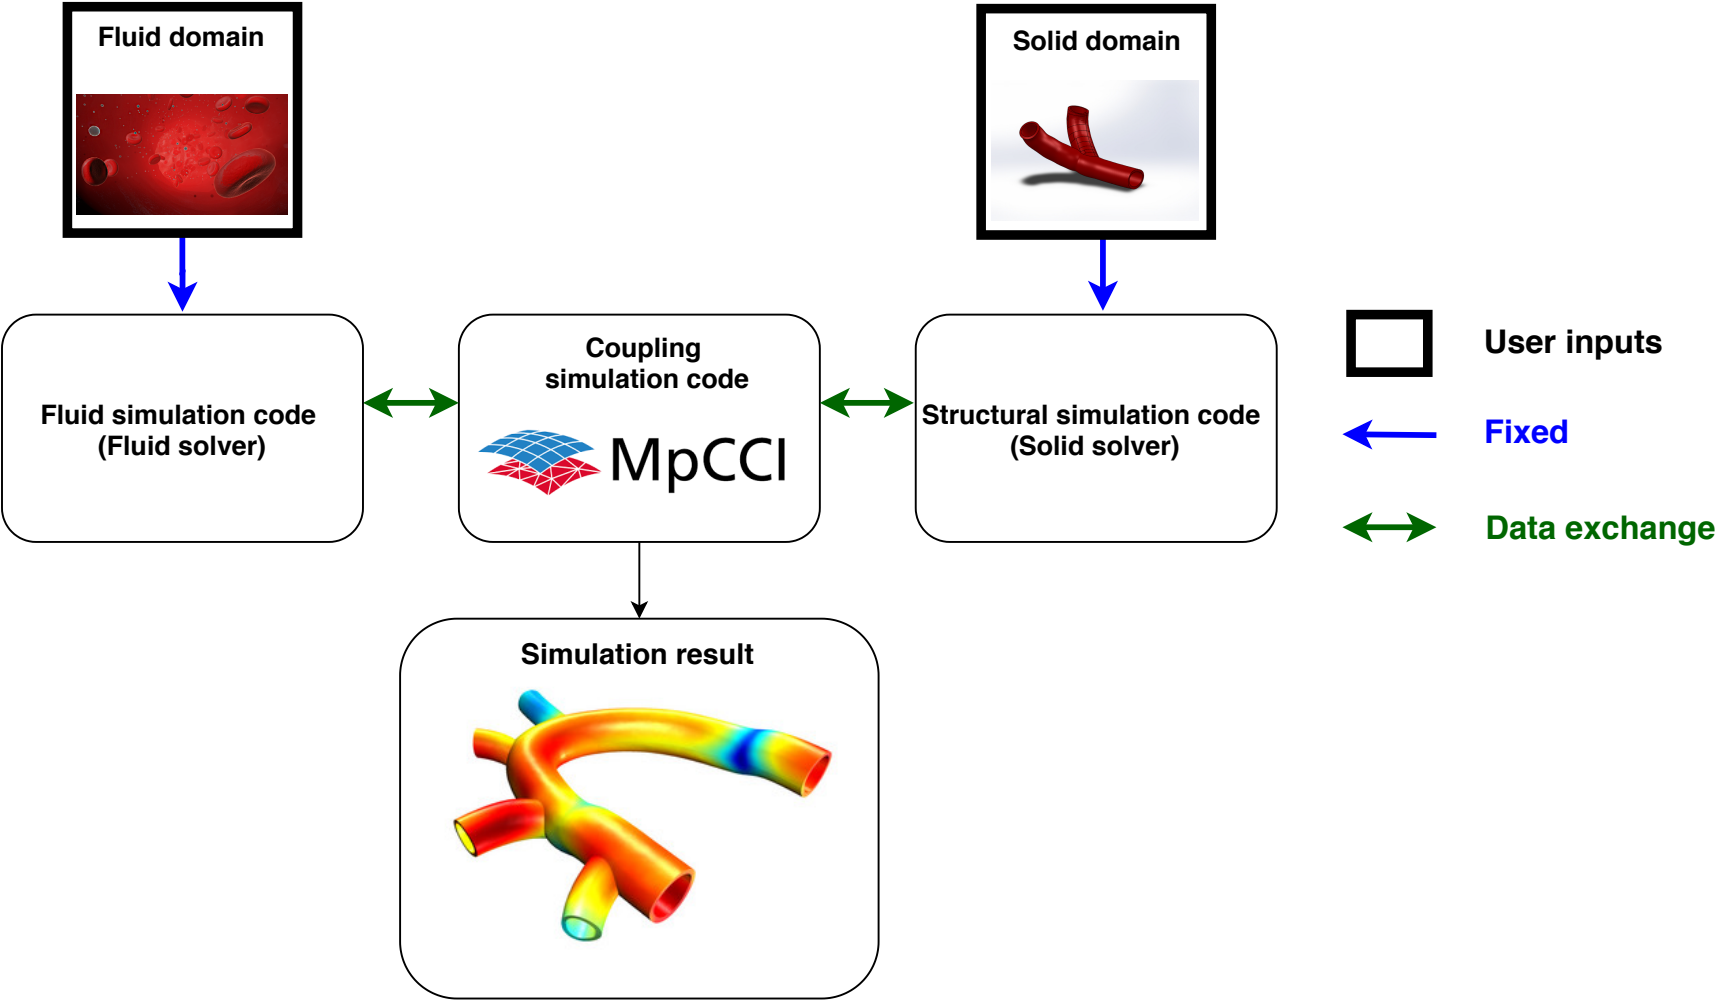 Fluid domain
Solid domain
Fluid simulation code
(Fluid solver)
Coupling
simulation code
MpCCI
Structural simulation code
(Solid solver)
User inputs
Fixed
Data exchange
Simulation result